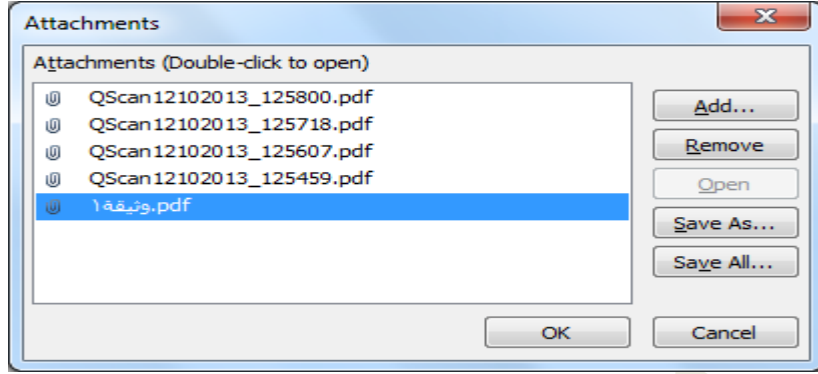 Attachments
Attachments (Double-click to open)
QScan12102013_125800.pdf
QScan12102013_125718.pdf
QScan12102013_125607.pdf
QScan12102013_125459.pdf
وثيقة١.pdf
Add...
Remove
Open
Save As...
Save All...
OK
Cancel